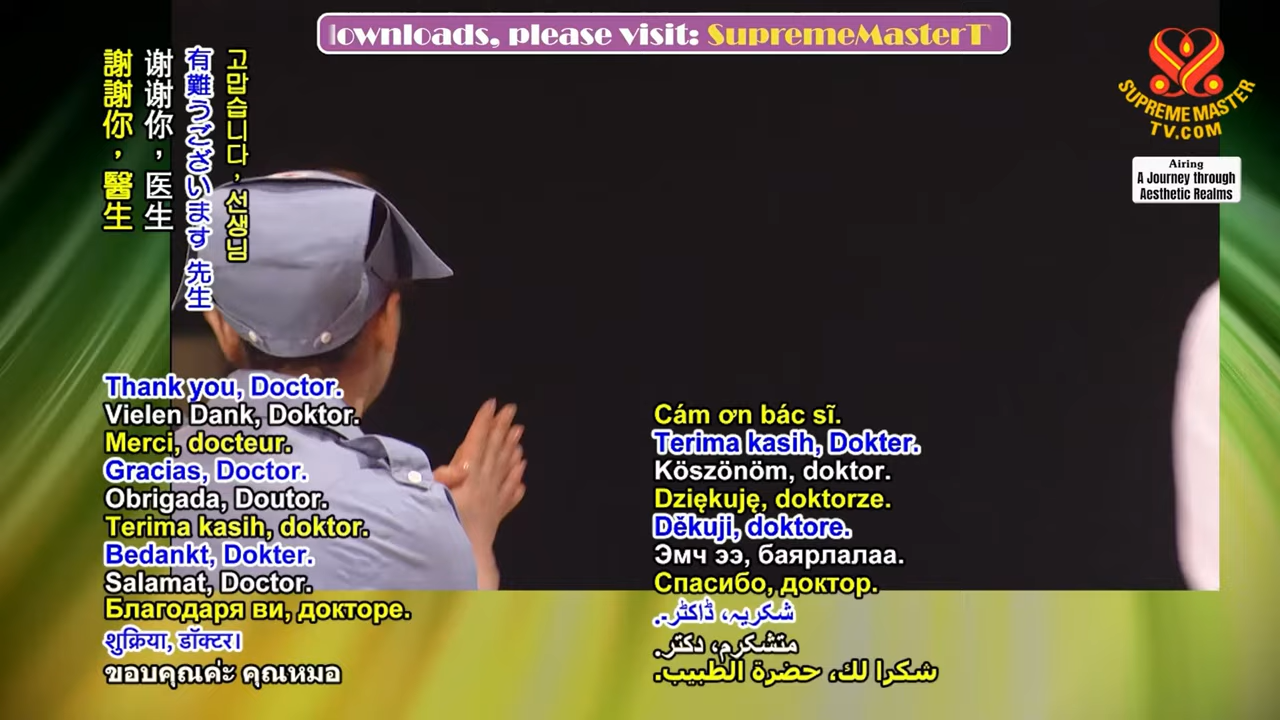 ownloads, please visit: SupremeMasterT
SUPREME MASTER
TV.COM
Airing
A Journey through
Aesthetic Realms
謝謝你，醫生
谢谢你，医生
有難うございます 先生
고맙습니다, 선생님
Thank you, Doctor.
Vielen Dank, Doktor.
Merci, docteur.
Gracias, Doctor.
Obrigada, Doutor.
Terima kasih, doktor.
Bedankt, Dokter.
Salamat, Doctor.
Благодаря ви, докторе.
शुक्रिया, डॉक्टर।
ขอบคุณค่ะ คุณหมอ
Cám ơn bác sĩ.
Terima kasih, Dokter.
Köszönöm, doktor.
Dziękuję, doktorze.
Děkuji, doktore.
Эмч ээ, баярлалаа.
Спасибо, доктор.
شکریہ، ڈاکٹر۔.
متشکرم، دکتر.
شكرا لك، حضرة الطبيب.